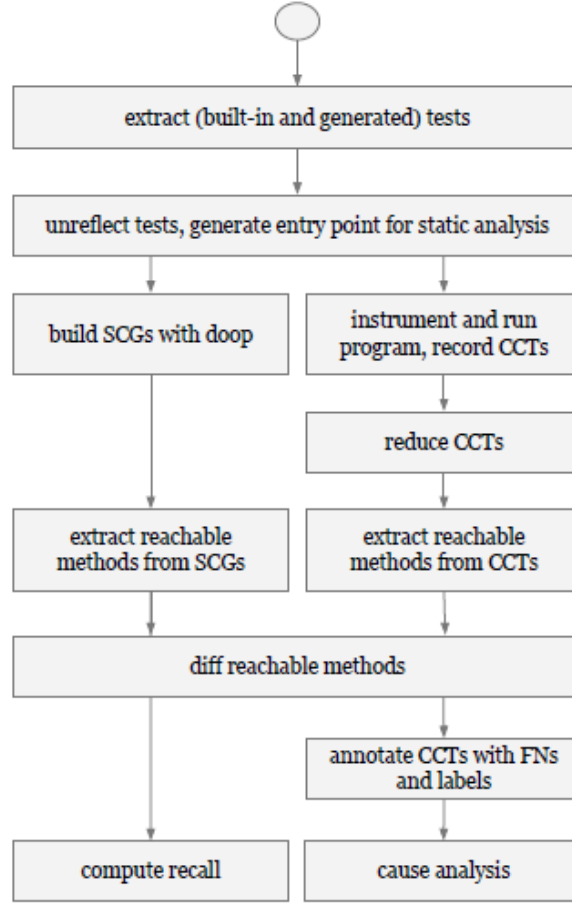 extract (built-in and generated) tests
unreflect tests, generate entry point for static analysis
build SCGs with doop
instrument and run
program, record CCTs
reduce CCTs
extract reachable
methods from SCGs
extract reachable
methods from CCTs
diff reachable methods
annotate CCTs with FNs
and labels
compute recall
cause analysis